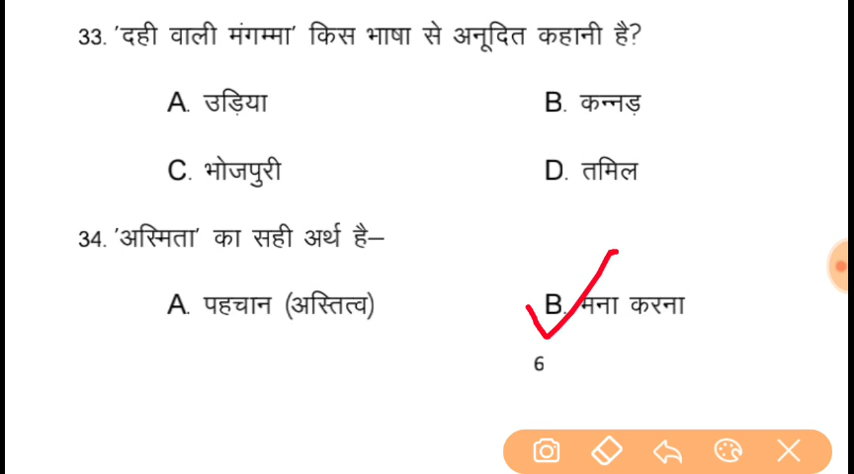 33. 'दही वाली मंगम्मा' किस भाषा से अनूदित कहानी है?
A. उड़िया B. कन्नड़
C. भोजपुरी D. तमिल
34. 'अस्मिता' का सही अर्थ है–
A. पहचान (अस्तित्व) B. मना करना
6